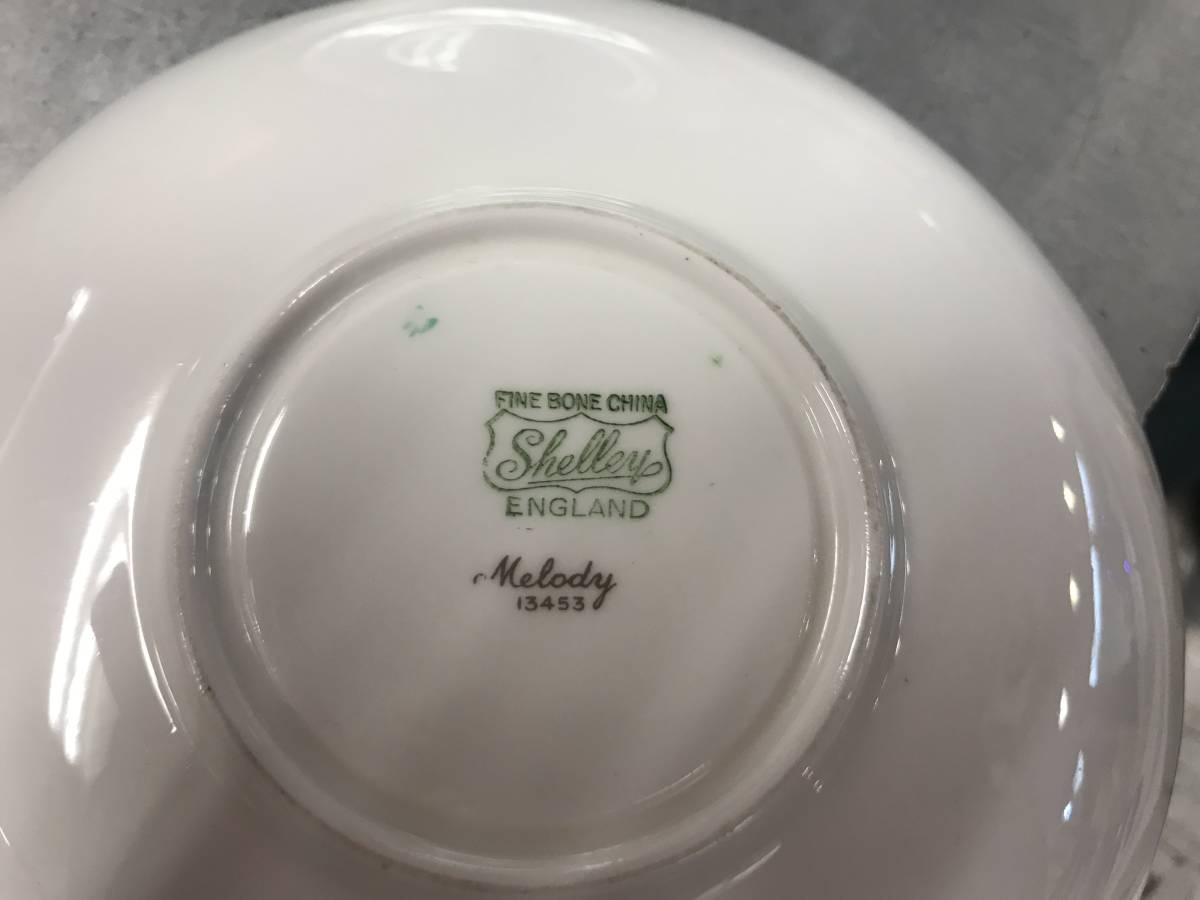 FINE BONE CHINA
Shelley
ENGLAND
Melody
13453